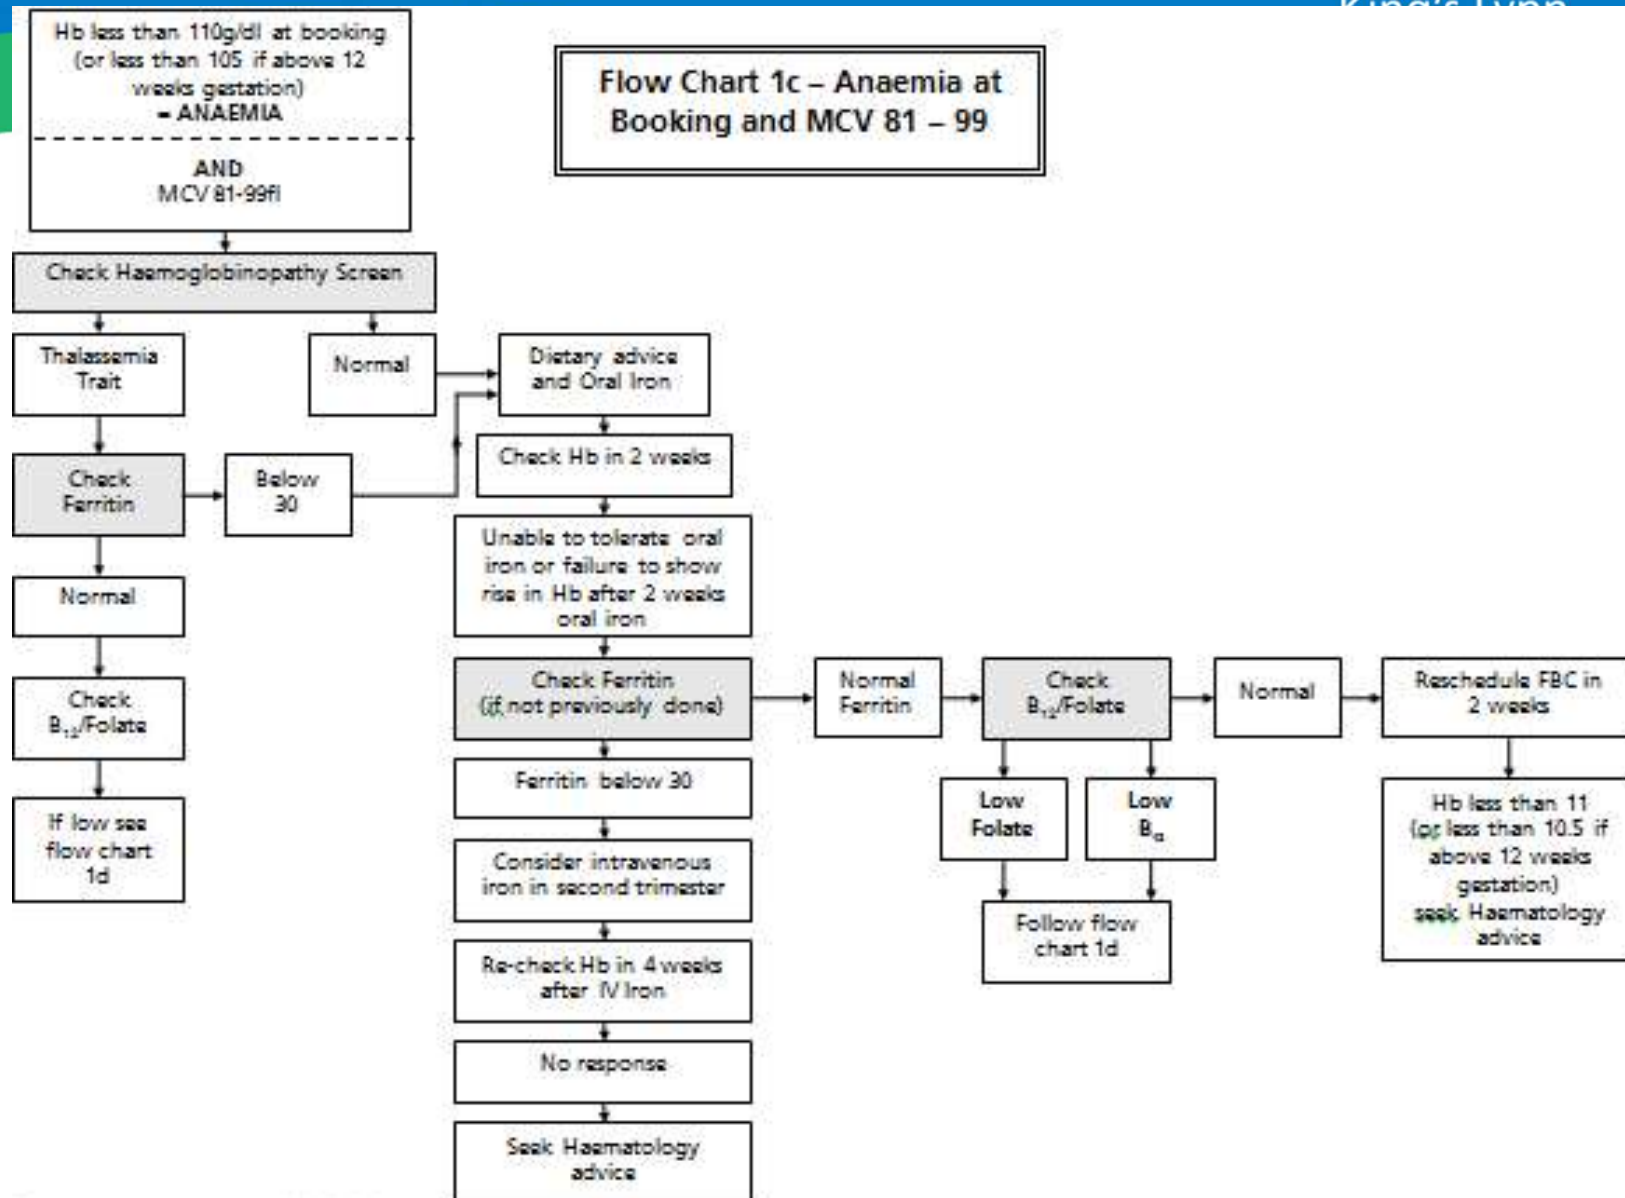 King's Lynn
Hb less than 110g/dl at booking
(or less than 105 if above 12
weeks gestation)
= ANAEMIA
AND
MCV 81-99fl
Flow Chart 1c – Anaemia at
Booking and MCV 81 – 99
Check Haemoglobinopathy Screen
Thalassemia
Trait
Normal
Dietary advice
and Oral Iron
Check Hb in 2 weeks
Check
Ferritin
Below
30
Unable to tolerate oral
iron or failure to show
rise in Hb after 2 weeks
oral iron
Normal
Check Ferritin
(if not previously done)
Normal
Ferritin
Check
B₁₂/Folate
Normal
Reschedule FBC in
2 weeks
Check
B₁₂/Folate
Ferritin below 30
Low
Folate
Low
B₁₂
Hb less than 11
(or less than 10.5 if
above 12 weeks
gestation)
seek Haematology
advice
If low see
flow chart
1d
Consider intravenous
iron in second trimester
Follow flow
chart 1d
Re-check Hb in 4 weeks
after IV Iron
No response
Seek Haematology
advice